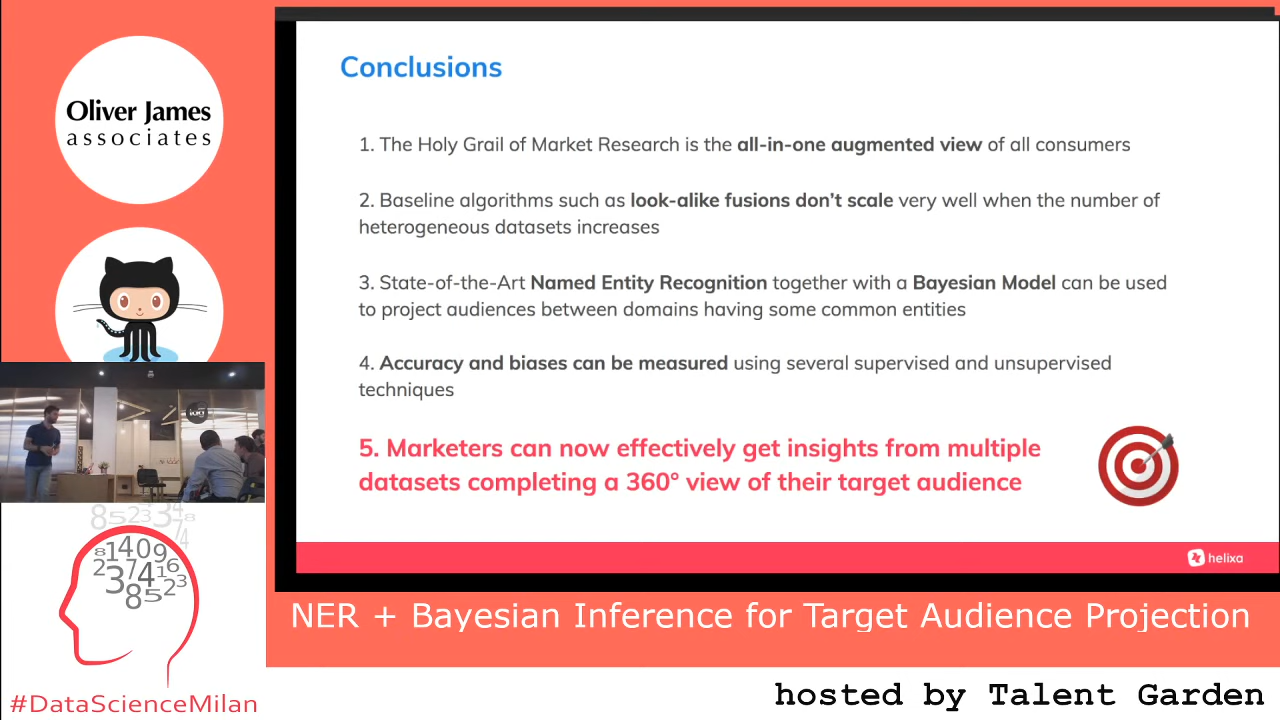 Oliver James
associates
Conclusions
1. The Holy Grail of Market Research is the all-in-one augmented view of all consumers
2. Baseline algorithms such as look-alike fusions don't scale very well when the number of
heterogeneous datasets increases
3. State-of-the-Art Named Entity Recognition together with a Bayesian Model can be used
to project audiences between domains having some common entities
4. Accuracy and biases can be measured using several supervised and unsupervised
techniques
5. Marketers can now effectively get insights from multiple
datasets completing a 360° view of their target audience
helixa
NER + Bayesian Inference for Target Audience Projection
#DataScienceMilan
hosted by Talent Garden